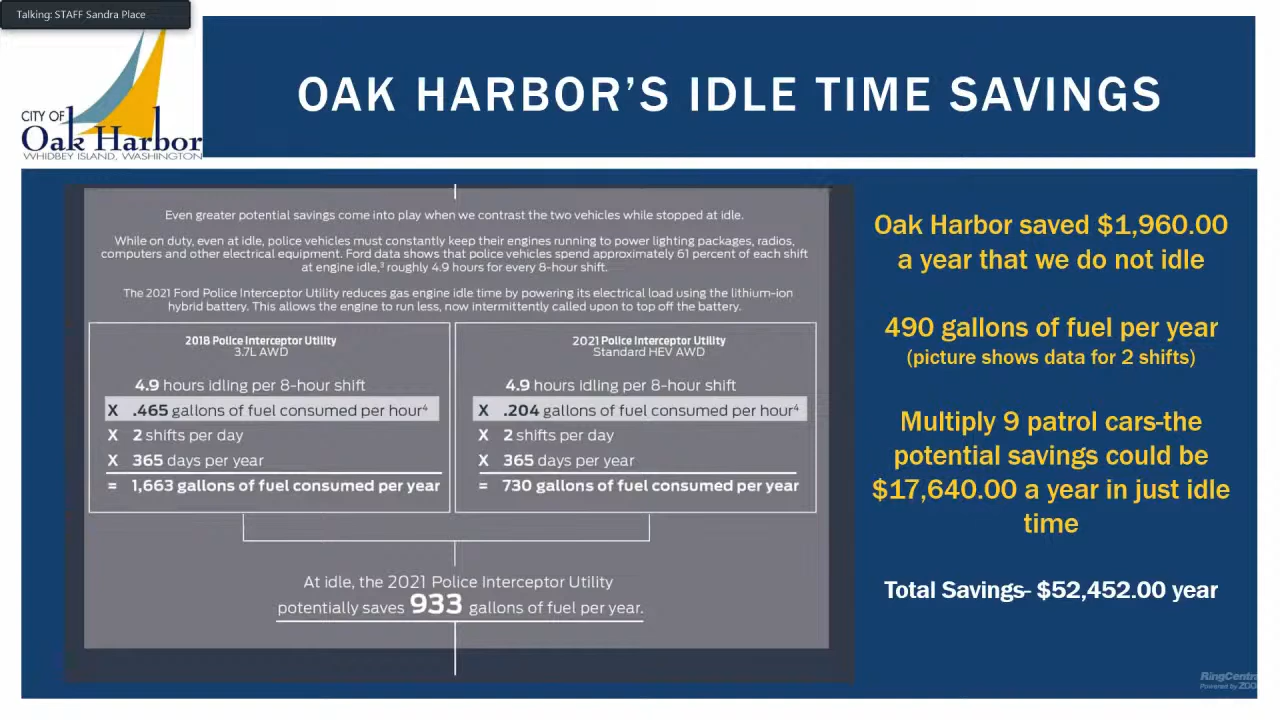 Talking: STAFF Sandra Place
CITY OF
Oak Harbor
WHIDBEY ISLAND, WASHINGTON
OAK HARBOR'S IDLE TIME SAVINGS
Even greater potential savings come into play when we contrast the two vehicles while stopped at idle.
While on duty, even at idle, police vehicles must constantly keep their engines running to power lighting packages, radios,
computers and other electrical equipment. Ford data shows that police vehicles spend approximately 61 percent of each shift
at engine idle,³ roughly 4.9 hours for every 8-hour shift.
The 2021 Ford Police Interceptor Utility reduces gas engine idle time by powering its electrical load using the lithium-ion
hybrid battery. This allows the engine to run less, now intermittently called upon to top off the battery.
2018 Police Interceptor Utility
3.7L AWD
4.9 hours idling per 8-hour shift
X .465 gallons of fuel consumed per hour⁴
X 2 shifts per day
X 365 days per year
= 1,663 gallons of fuel consumed per year
2021 Police Interceptor Utility
Standard HEV AWD
4.9 hours idling per 8-hour shift
X .204 gallons of fuel consumed per hour⁴
X 2 shifts per day
X 365 days per year
= 730 gallons of fuel consumed per year
At idle, the 2021 Police Interceptor Utility
potentially saves 933 gallons of fuel per year.
Oak Harbor saved $1,960.00
a year that we do not idle
490 gallons of fuel per year
(picture shows data for 2 shifts)
Multiply 9 patrol cars-the
potential savings could be
$17,640.00 a year in just idle
time
Total Savings- $52,452.00 year
RingCentr
Powered by zoo